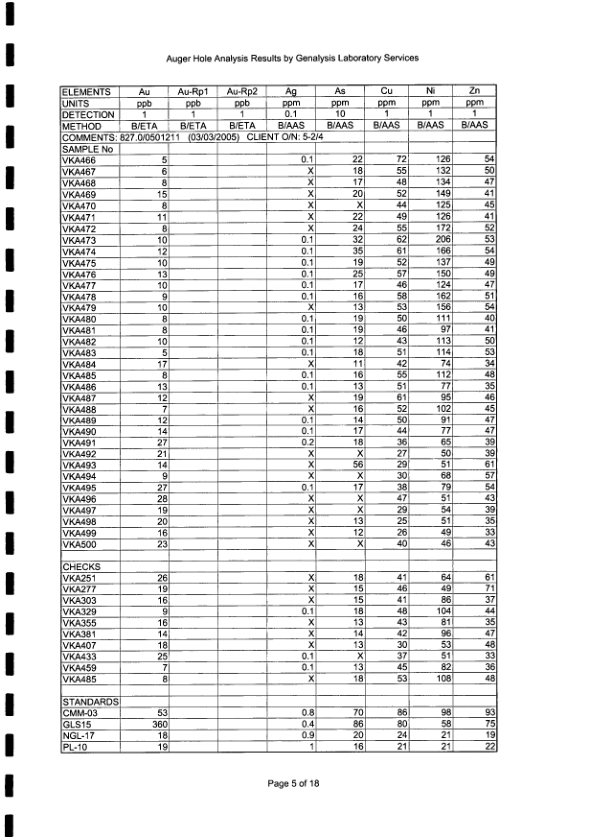 Auger Hole Analysis Results by Genalysis Laboratory Services
ELEMENTS Au Au-Rp1 Au-Rp2 Ag As Cu Ni Zn
UNITS ppb ppb ppb ppm ppm ppm ppm ppm
DETECTION 1 1 1 0.1 10 1 1 1
METHOD B/ETA B/ETA B/ETA B/AAS B/AAS B/AAS B/AAS B/AAS
COMMENTS: 827.0/0501211 (03/03/2005) CLIENT O/N: 5-2/4
SAMPLE No
VKA466 5 0.1 22 72 126 54
VKA467 6 X 18 55 132 50
VKA468 8 X 17 48 134 47
VKA469 15 X 20 52 149 41
VKA470 8 X X 44 125 45
VKA471 11 X 22 49 126 41
VKA472 8 X 24 55 172 52
VKA473 10 0.1 32 62 206 53
VKA474 12 0.1 35 61 166 54
VKA475 10 0.1 19 52 137 49
VKA476 13 0.1 25 57 150 49
VKA477 10 0.1 17 46 124 47
VKA478 9 0.1 16 58 162 51
VKA479 10 X 13 53 156 54
VKA480 8 0.1 19 50 111 40
VKA481 8 0.1 19 46 97 41
VKA482 10 0.1 12 43 113 50
VKA483 5 0.1 18 51 114 53
VKA484 17 X 11 42 74 34
VKA485 8 0.1 16 55 112 48
VKA486 13 0.1 13 51 77 35
VKA487 12 X 19 61 95 46
VKA488 7 X 16 52 102 45
VKA489 12 0.1 14 50 91 47
VKA490 14 0.1 17 44 77 47
VKA491 27 0.2 18 36 65 39
VKA492 21 X X 27 50 39
VKA493 14 X 56 29 51 61
VKA494 9 X X 30 68 57
VKA495 27 0.1 17 38 79 54
VKA496 28 X X 47 51 43
VKA497 19 X X 29 54 39
VKA498 20 X 13 25 51 35
VKA499 16 X 12 26 49 33
VKA500 23 X X 40 46 43
CHECKS
VKA251 26 X 18 41 64 61
VKA277 19 X 15 46 49 71
VKA303 16 X 15 41 86 37
VKA329 9 0.1 18 48 104 44
VKA355 16 X 13 43 81 35
VKA381 14 X 14 42 96 47
VKA407 18 X 13 30 53 48
VKA433 25 0.1 X 37 51 33
VKA459 7 0.1 13 45 82 36
VKA485 8 X 18 53 108 48
STANDARDS
CMM-03 53 0.8 70 86 98 93
GLS15 360 0.4 86 80 58 75
NGL-17 18 0.9 20 24 21 19
PL-10 19 1 16 21 21 22
Page 5 of 18